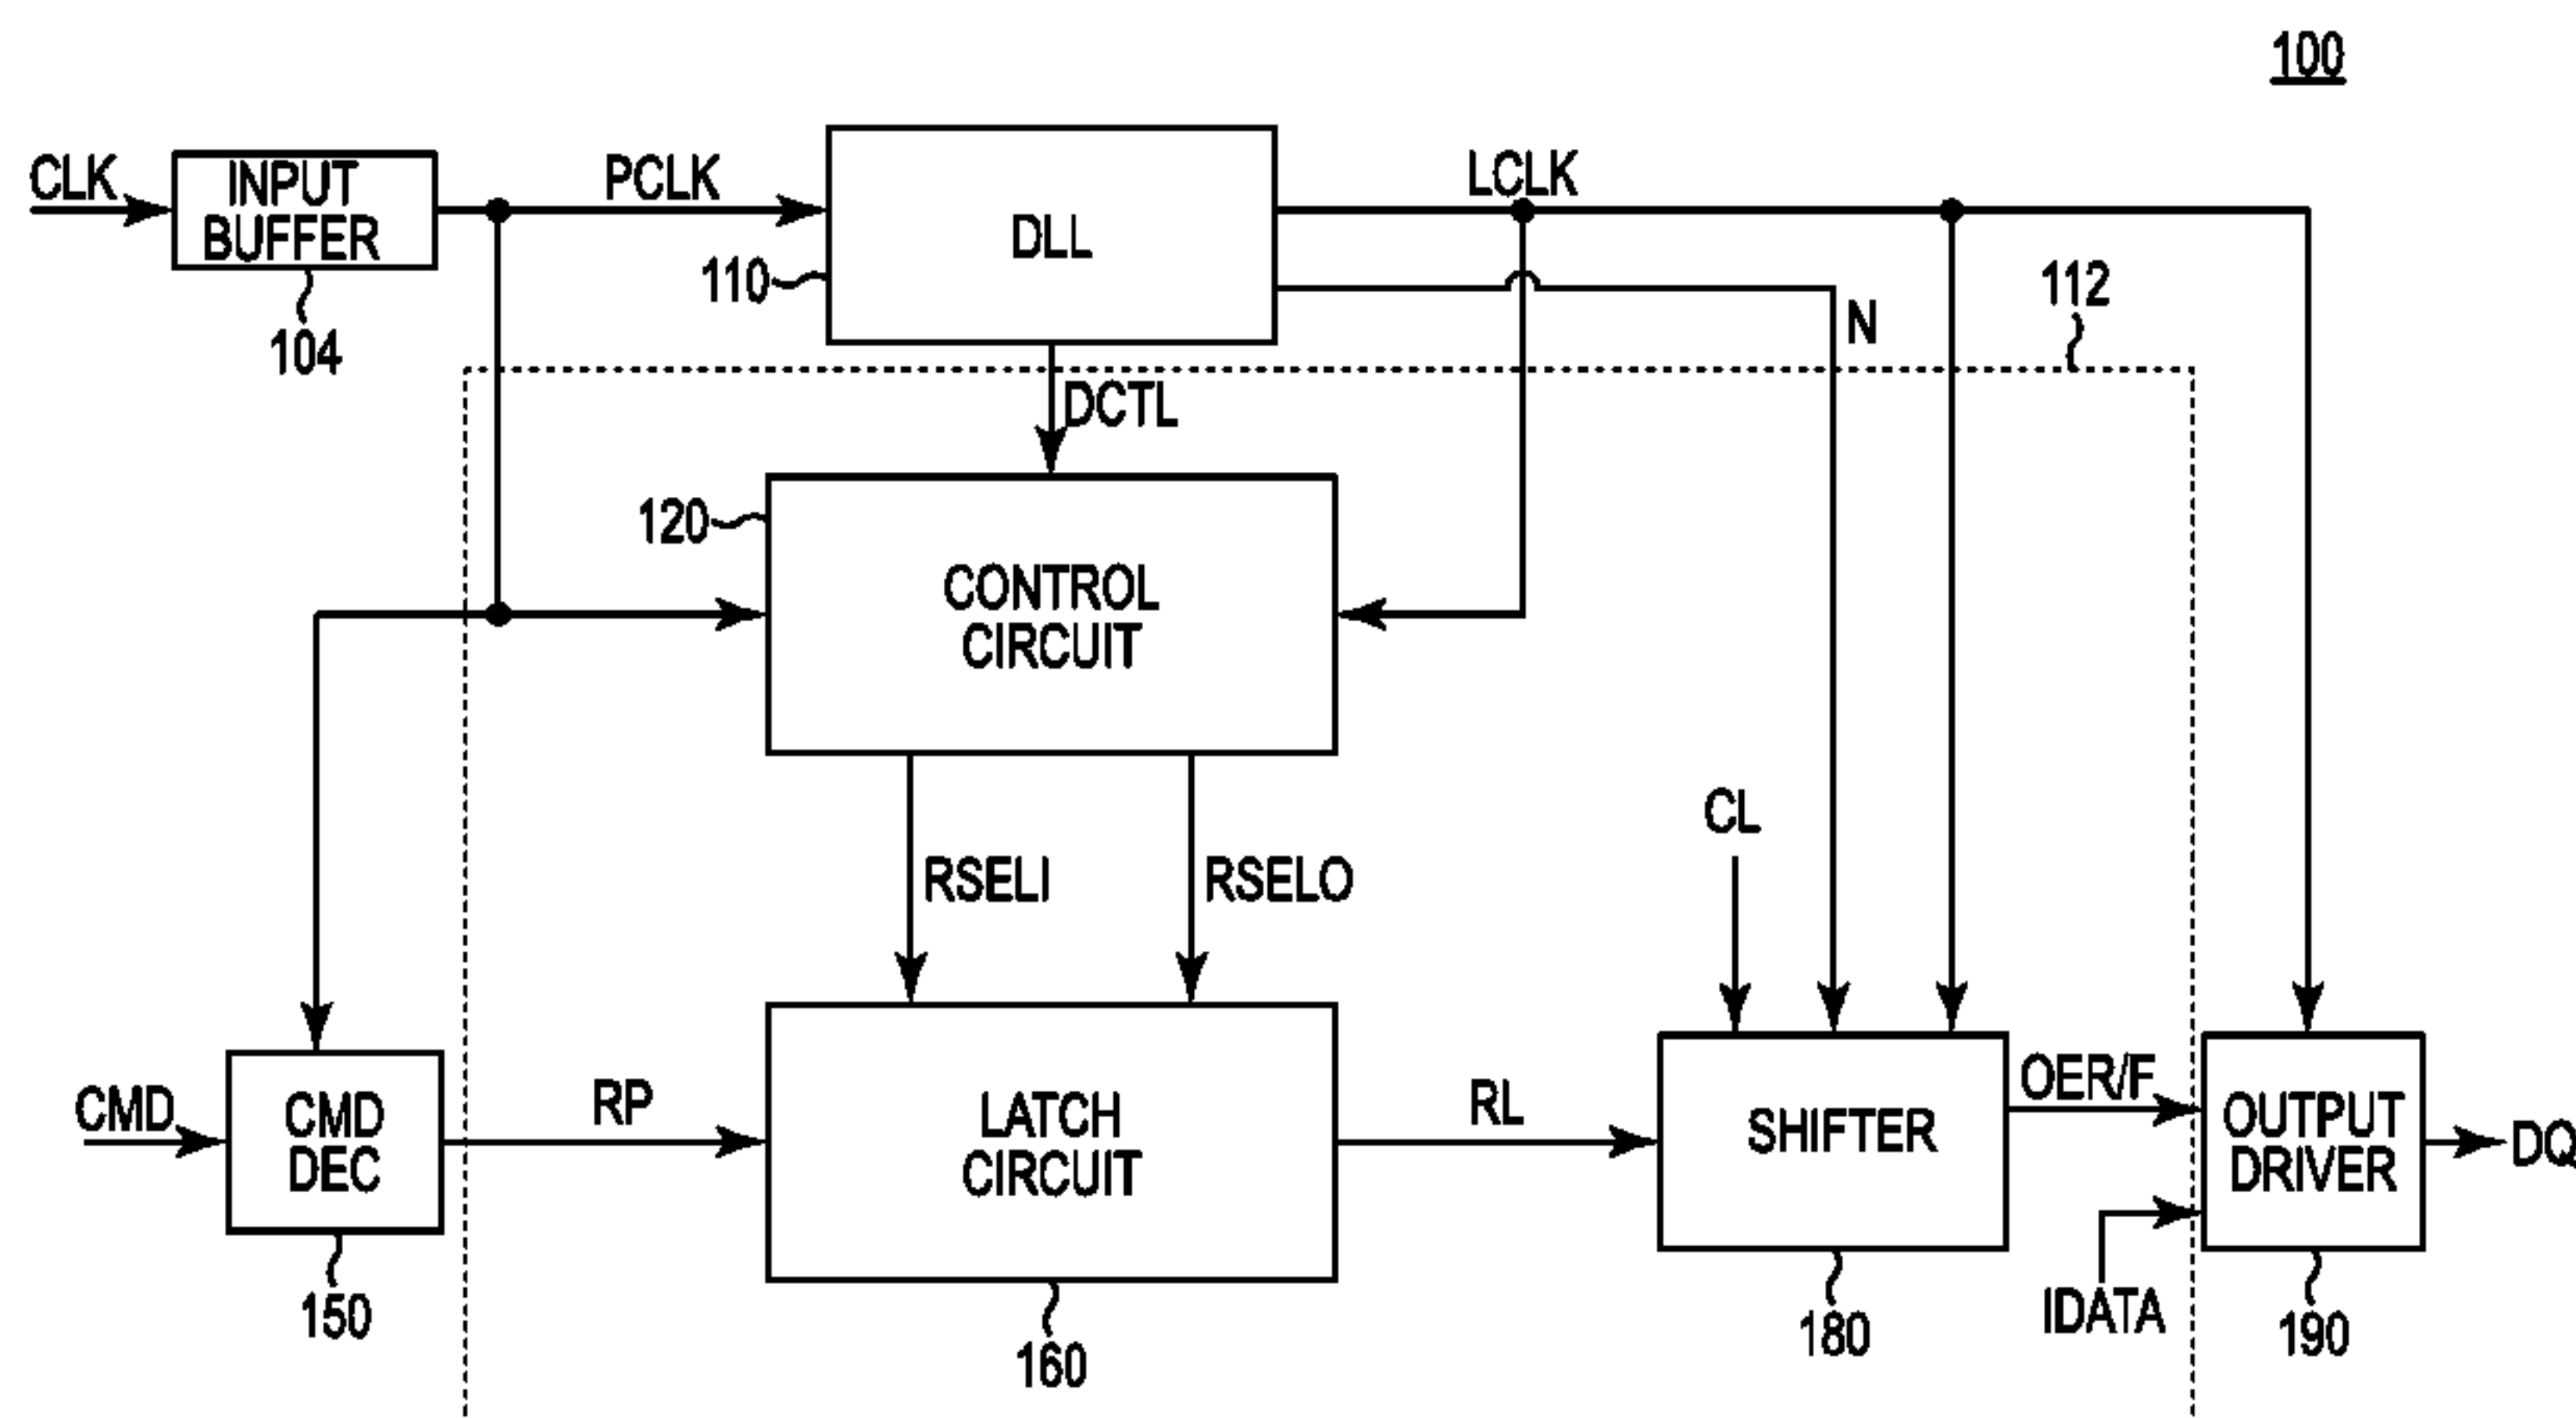 100
CLK
INPUT
BUFFER
104
PCLK
DLL
110
LCLK
N
112
DCTL
120
CONTROL
CIRCUIT
RSELI
RSELO
CL
CMD
CMD
DEC
150
RP
LATCH
CIRCUIT
160
RL
SHIFTER
180
OER/F
IDATA
OUTPUT
DRIVER
190
DQ